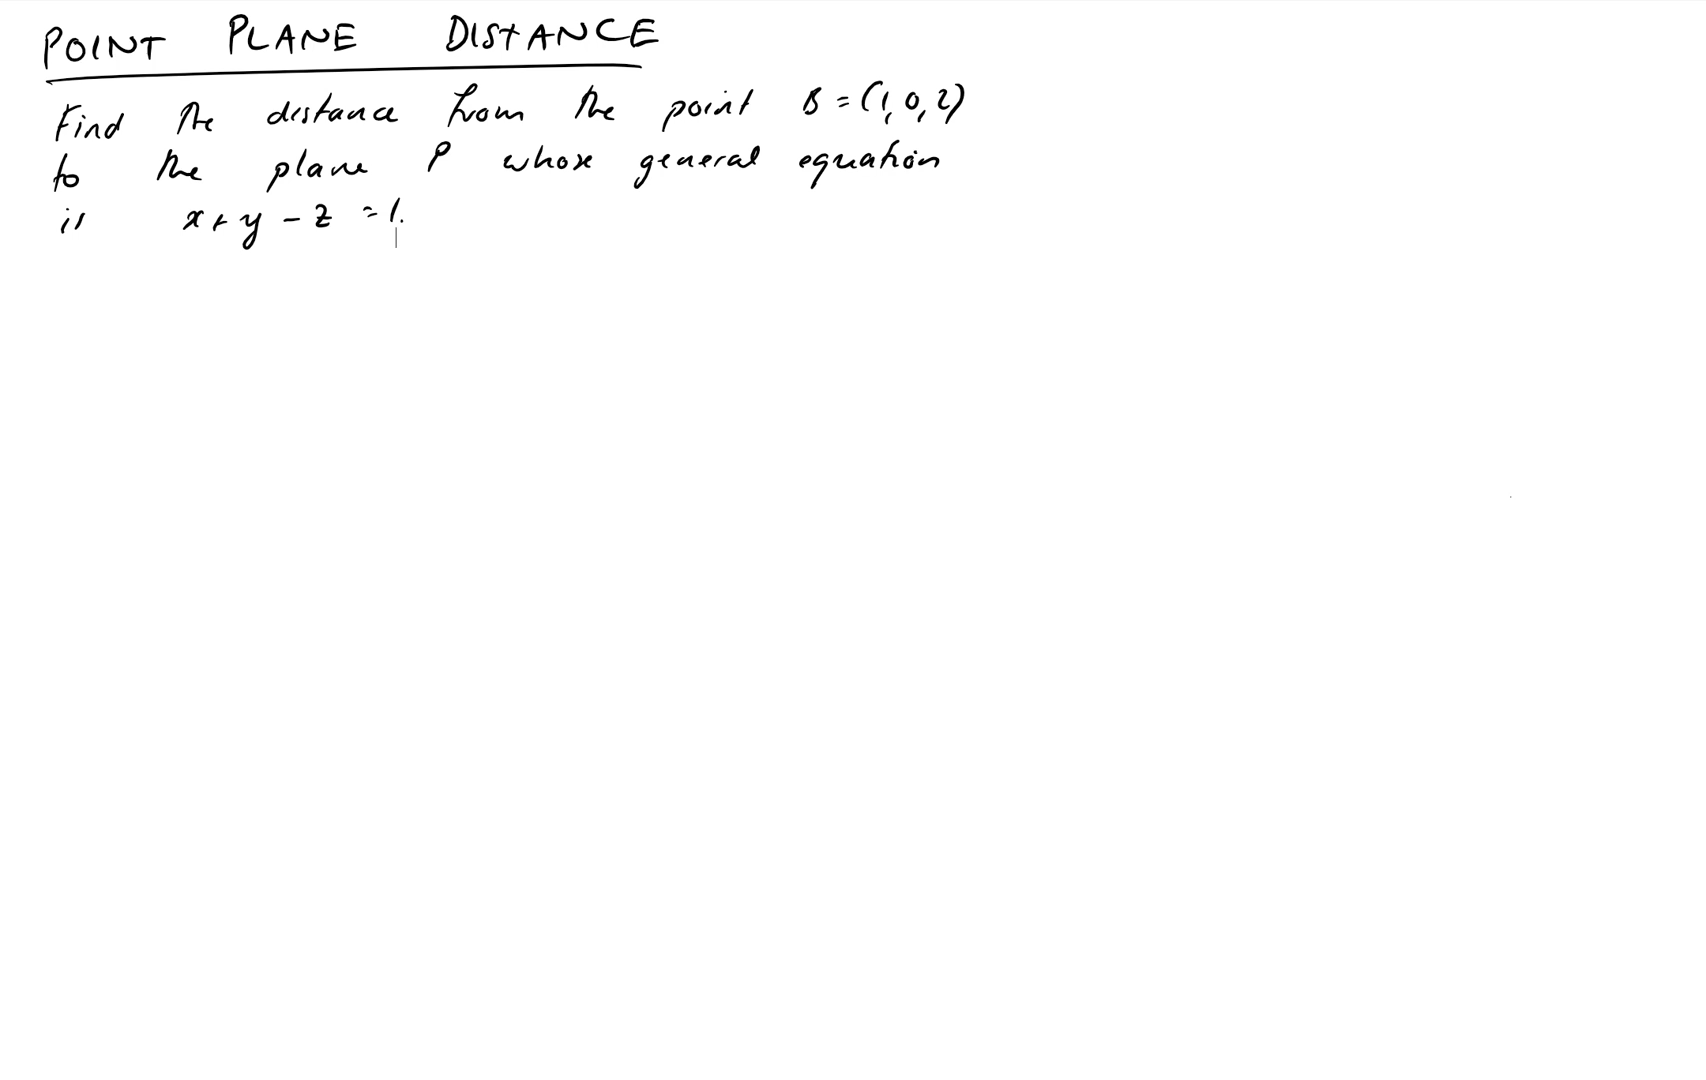 POINT PLANE DISTANCE
Find the distance from the point B = (1, 0, 2)
to the plane P whose general equation
is x + y - z = 1.